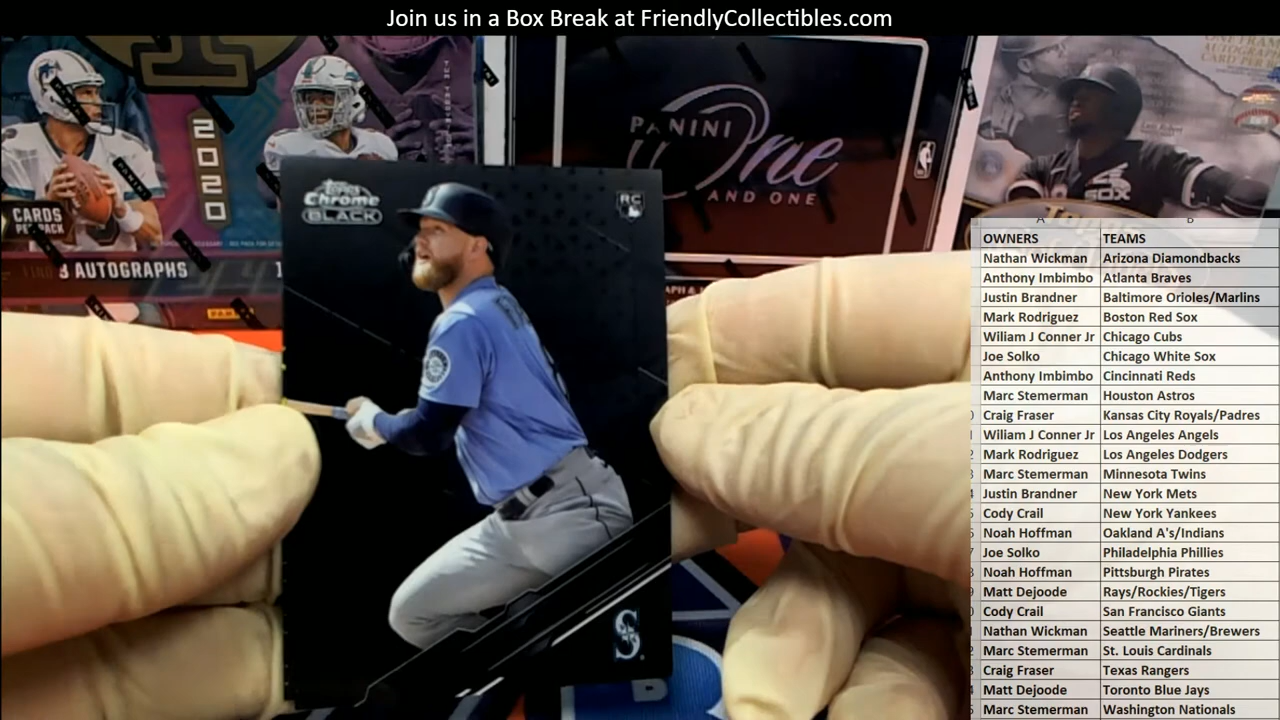 Join us in a Box Break at FriendlyCollectibles.com
2020
CARDS
PER PACK
3 AUTOGRAPHS
PANINI
PANINI
One
AND ONE
SOX
Topps
Chrome
BLACK
RC
S
A B
OWNERS TEAMS
Nathan Wickman Arizona Diamondbacks
Anthony Imbimbo Atlanta Braves
Justin Brandner Baltimore Orioles/Marlins
Mark Rodriguez Boston Red Sox
Wiliam J Conner Jr Chicago Cubs
Joe Solko Chicago White Sox
Anthony Imbimbo Cincinnati Reds
Marc Stemerman Houston Astros
Craig Fraser Kansas City Royals/Padres
Wiliam J Conner Jr Los Angeles Angels
Mark Rodriguez Los Angeles Dodgers
Marc Stemerman Minnesota Twins
Justin Brandner New York Mets
Cody Crail New York Yankees
Noah Hoffman Oakland A's/Indians
Joe Solko Philadelphia Phillies
Noah Hoffman Pittsburgh Pirates
Matt Dejoode Rays/Rockies/Tigers
Cody Crail San Francisco Giants
Nathan Wickman Seattle Mariners/Brewers
Marc Stemerman St. Louis Cardinals
Craig Fraser Texas Rangers
Matt Dejoode Toronto Blue Jays
Marc Stemerman Washington Nationals